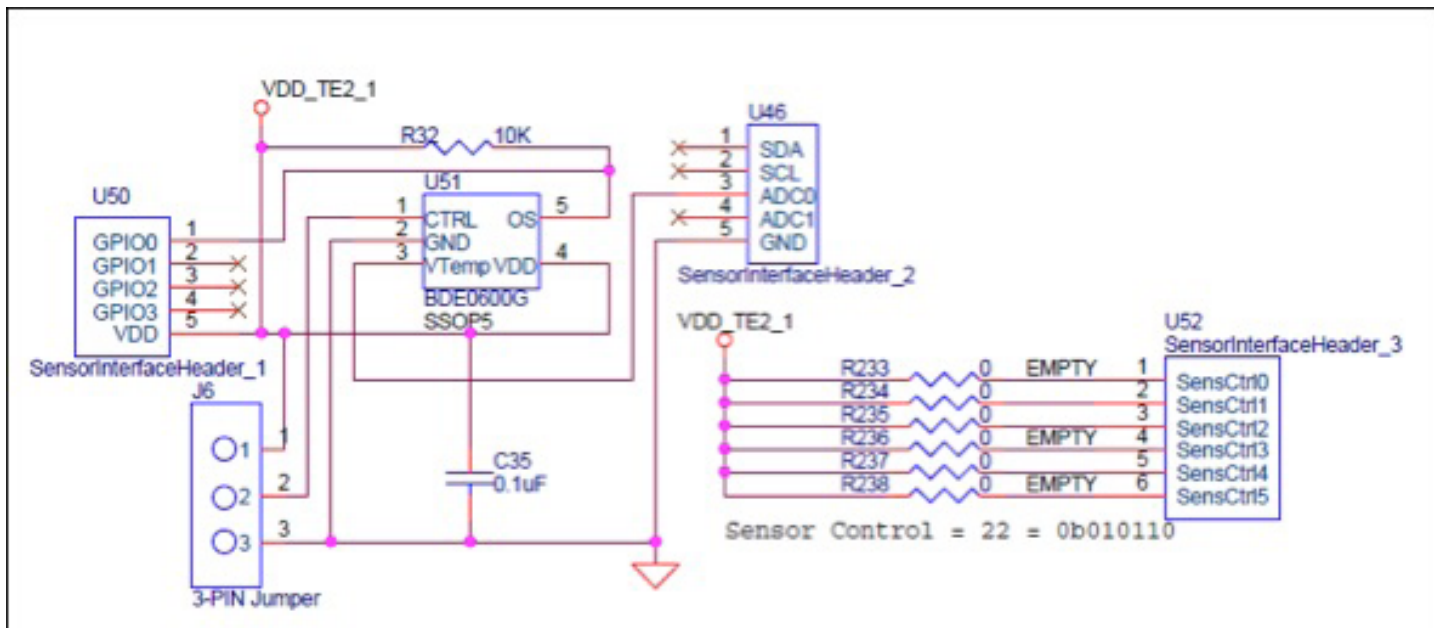 VDD_TE2_1
R32 10K
U50
GPIO0 1
GPIO1 2
GPIO2 3
GPIO3 4
VDD 5
SensorInterfaceHeader_1
U51
1 CTRL OS 5
2 GND
3 VTemp VDD 4
BDE0600G
SSOP5
U46
1 SDA
2 SCL
3 ADC0
4 ADC1
5 GND
SensorInterfaceHeader_2
J6
1 1
2 2
3 3
3-PIN Jumper
C35
0.1uF
VDD_TE2_1
U52
SensorInterfaceHeader_3
R233 0 EMPTY 1 SensCtrl0
R234 0 2 SensCtrl1
R235 0 3 SensCtrl2
R236 0 EMPTY 4 SensCtrl3
R237 0 5 SensCtrl4
R238 0 EMPTY 6 SensCtrl5
Sensor Control = 22 = 0b010110